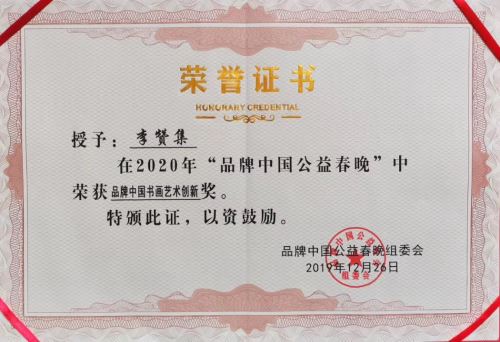 荣誉证书
HONORARY CREDENTIAL
授予：李贤集
在2020年“品牌中国公益春晚”中
荣获品牌中国书画艺术创新奖。
特颁此证，以资鼓励。
品牌中国公益春晚组委会
2019年12月26日
组委会